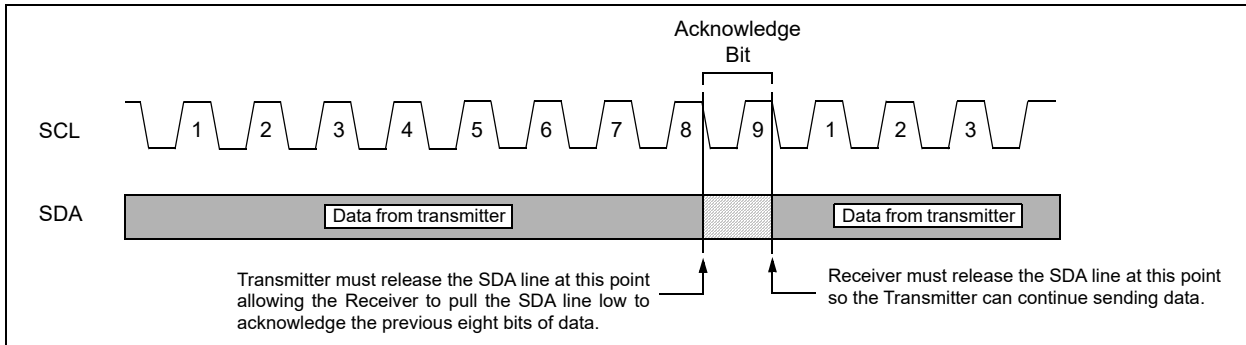 Acknowledge
Bit
SCL
1 2 3 4 5 6 7 8 9 1 2 3
SDA
Data from transmitter
Data from transmitter
Transmitter must release the SDA line at this point
allowing the Receiver to pull the SDA line low to
acknowledge the previous eight bits of data.
Receiver must release the SDA line at this point
so the Transmitter can continue sending data.